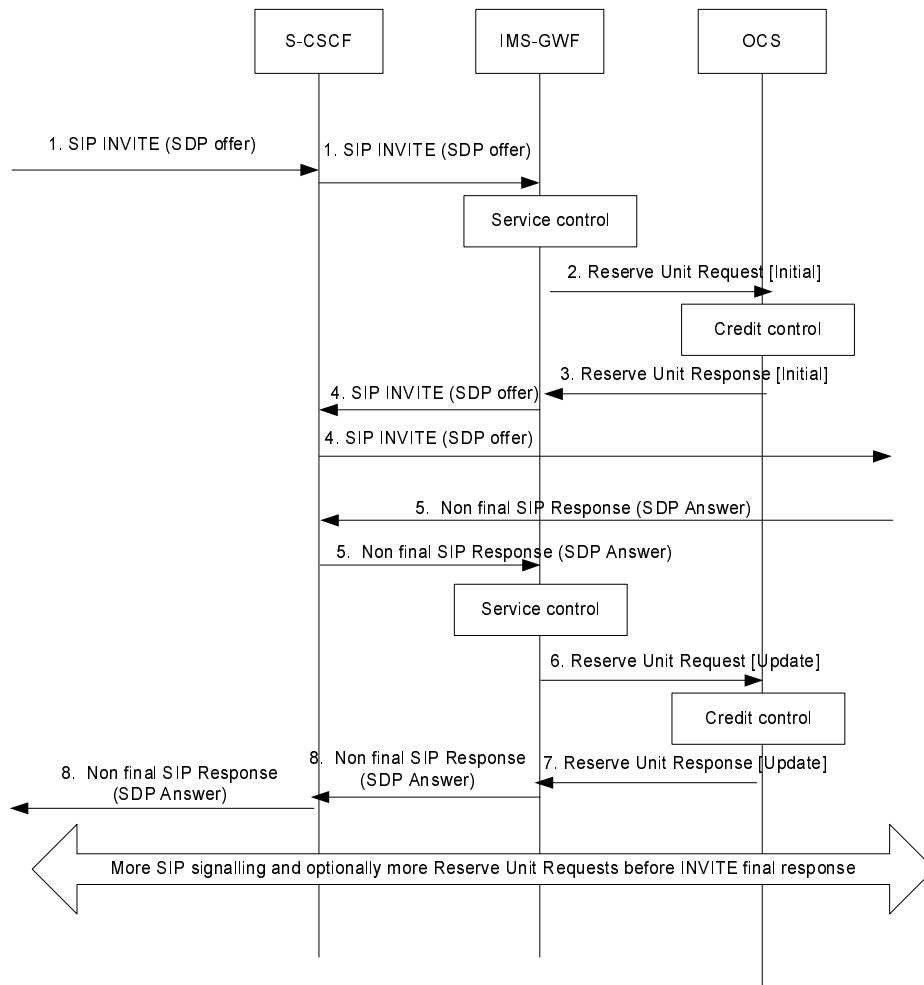 S-CSCF
IMS-GWF
OCS
1. SIP INVITE (SDP offer)
1. SIP INVITE (SDP offer)
Service control
2. Reserve Unit Request [Initial]
Credit control
3. Reserve Unit Response [Initial]
4. SIP INVITE (SDP offer)
4. SIP INVITE (SDP offer)
5. Non final SIP Response (SDP Answer)
5. Non final SIP Response (SDP Answer)
Service control
6. Reserve Unit Request [Update]
Credit control
7. Reserve Unit Response [Update]
8. Non final SIP Response
(SDP Answer)
8. Non final SIP Response
(SDP Answer)
More SIP signalling and optionally more Reserve Unit Requests before INVITE final response